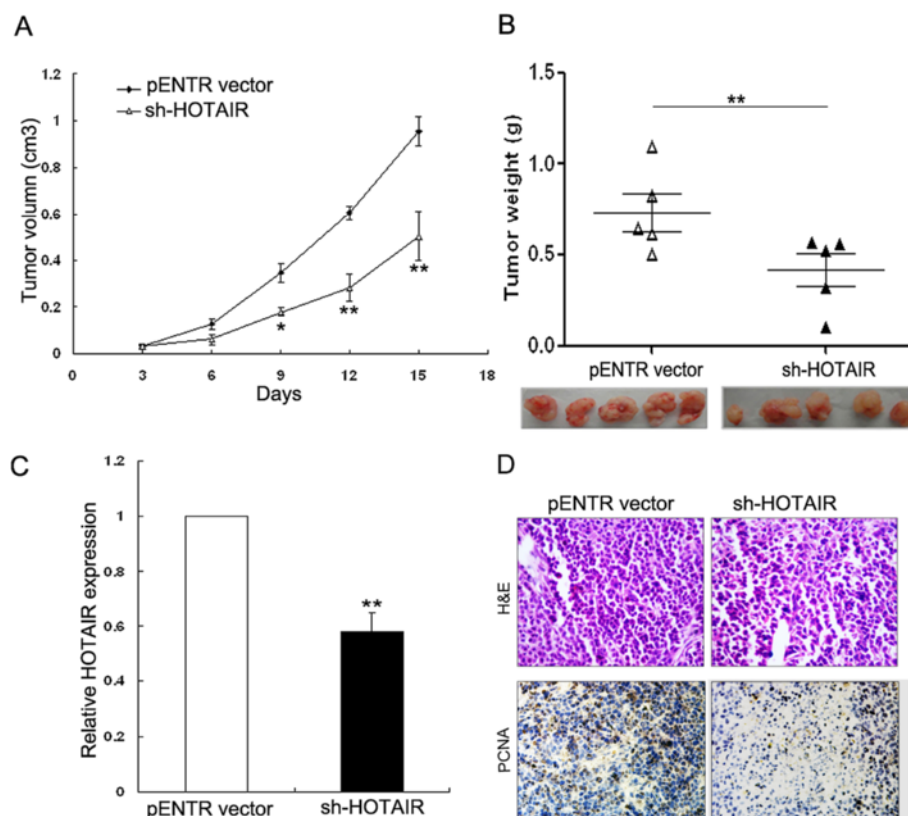 A
Tumor volumn (cm3)
1.2
1
0.8
0.6
0.4
0.2
0
pENTR vector
sh-HOTAIR
*
**
**
0 3 6 9 12 15 18
Days
B
Tumor weight (g)
1.5
1.0
0.5
0.0
**
pENTR vector sh-HOTAIR
C
Relative HOTAIR expression
1.2
1
0.8
0.6
0.4
0.2
0
**
pENTR vector sh-HOTAIR
D
pENTR vector sh-HOTAIR
H&E
PCNA